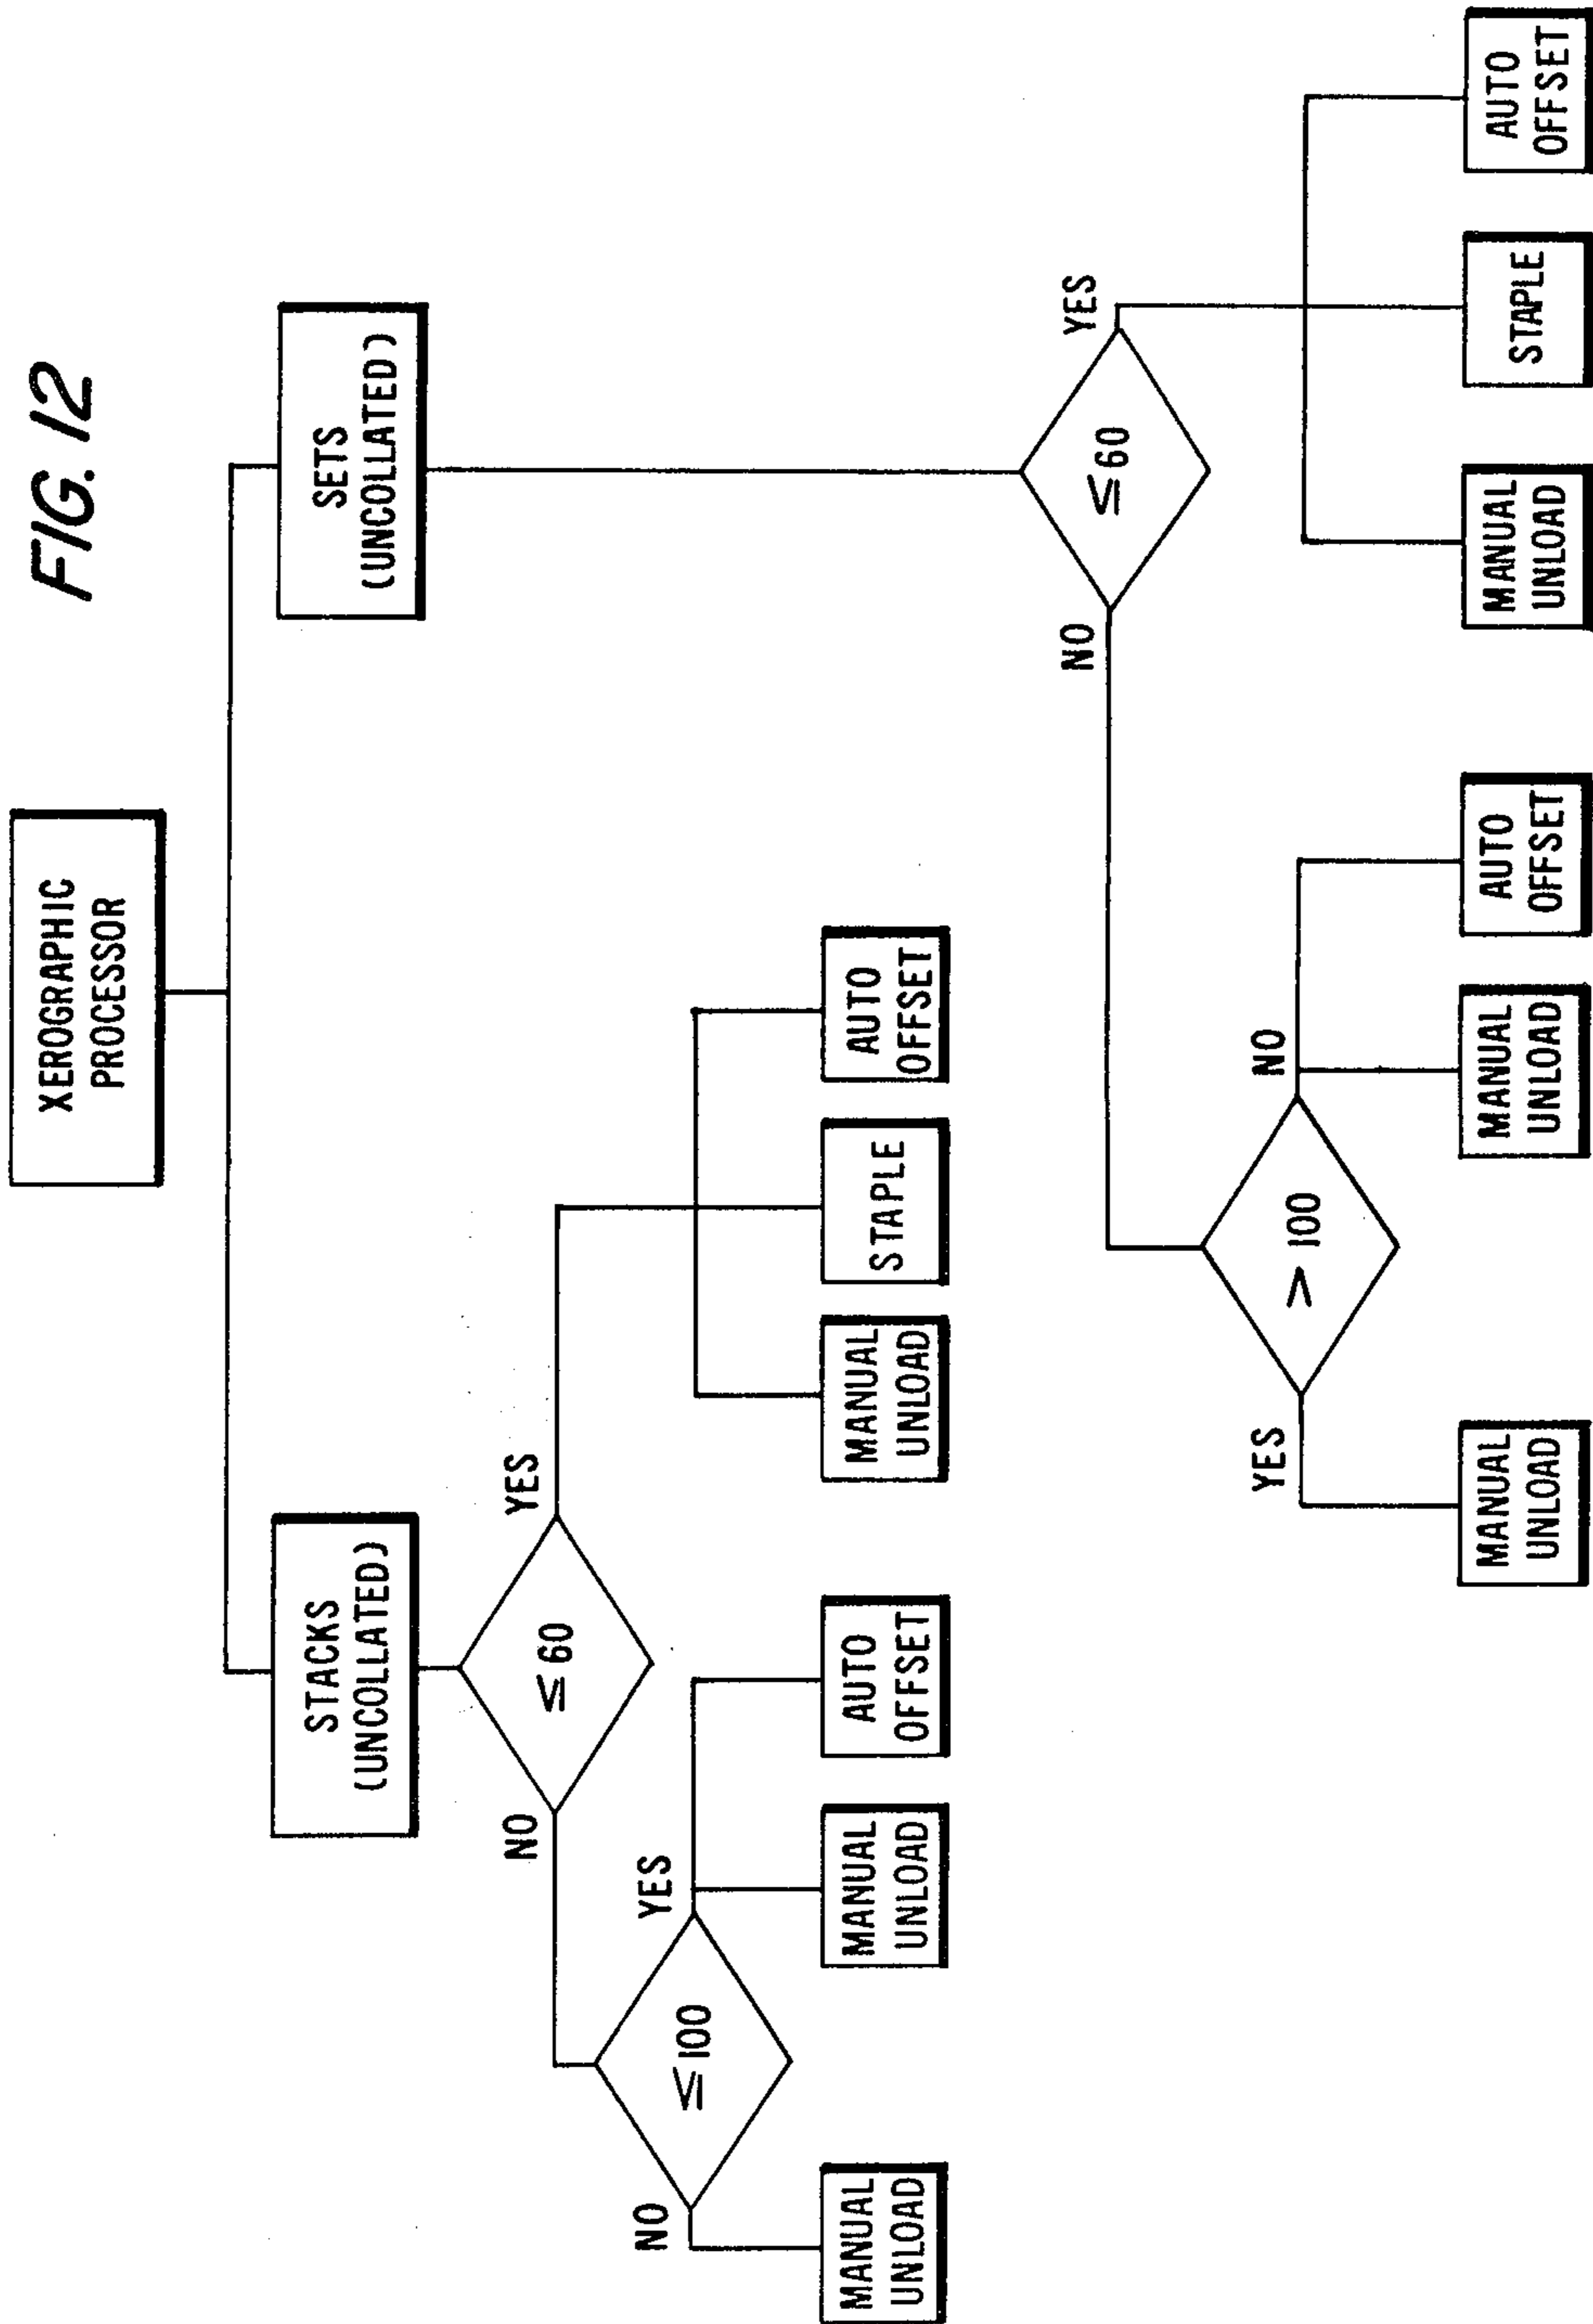 FIG. 12
XEROGRAPHIC
PROCESSOR
STACKS
(UNCOLLATED)
SETS
(UNCOLLATED)
NO
≤ 60
YES
NO
≤ 100
YES
MANUAL
UNLOAD
MANUAL
UNLOAD
AUTO
OFFSET
MANUAL
UNLOAD
STAPLE
AUTO
OFFSET
NO
≤ 60
YES
YES
> 100
NO
MANUAL
UNLOAD
MANUAL
UNLOAD
AUTO
OFFSET
MANUAL
UNLOAD
STAPLE
AUTO
OFFSET